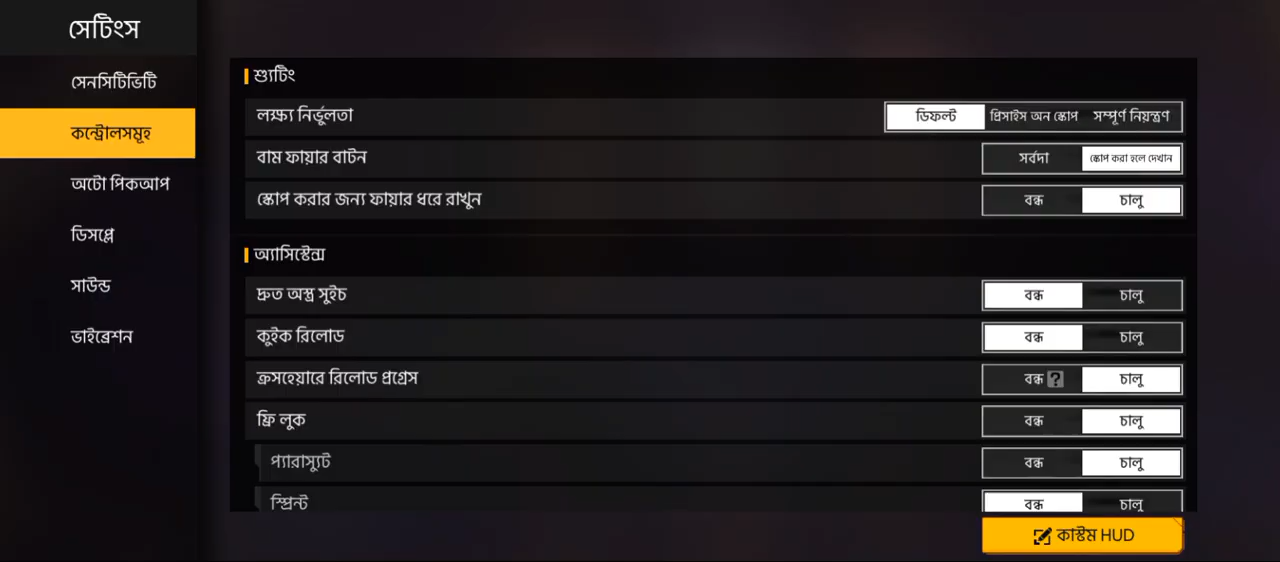 সেটিংস
সেনসিটিভিটি
কন্ট্রোলসমূহ
অটো পিকআপ
ডিসপ্লে
সাউন্ড
ভাইব্রেশন
শ্যুটিং
লক্ষ্য নির্ভুলতা ডিফল্ট প্রিসাইস অন স্কোপ সম্পূর্ণ নিয়ন্ত্রণ
বাম ফায়ার বাটন সর্বদা স্কোপ করা হলে দেখান
স্কোপ করার জন্য ফায়ার ধরে রাখুন বন্ধ চালু
অ্যাসিস্টেন্স
দ্রুত অস্ত্র সুইচ বন্ধ চালু
কুইক রিলোড বন্ধ চালু
ক্রসহেয়ারে রিলোড প্রগ্রেস বন্ধ ? চালু
ফ্রি লুক বন্ধ চালু
প্যারাস্যুট বন্ধ চালু
স্প্রিন্ট বন্ধ চালু
কাস্টম HUD